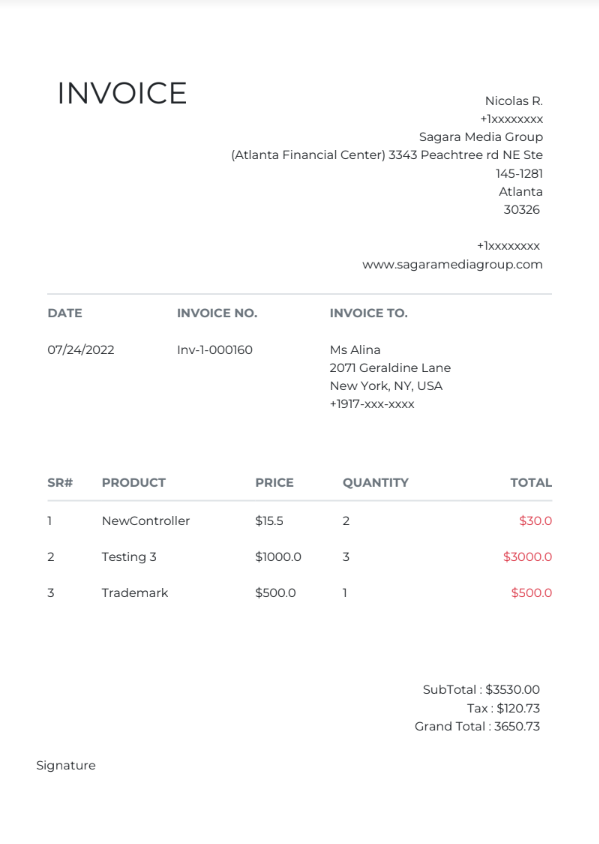 INVOICE
Nicolas R.
+1xxxxxxxx
Sagara Media Group
(Atlanta Financial Center) 3343 Peachtree rd NE Ste
145-1281
Atlanta
30326
+1xxxxxxxx
www.sagaramediagroup.com
DATE INVOICE NO. INVOICE TO.
07/24/2022 Inv-1-000160 Ms Alina
2071 Geraldine Lane
New York, NY, USA
+1917-xxx-xxxx
SR# PRODUCT PRICE QUANTITY TOTAL
1 NewController $15.5 2 $30.0
2 Testing 3 $1000.0 3 $3000.0
3 Trademark $500.0 1 $500.0
SubTotal : $3530.00
Tax : $120.73
Grand Total : 3650.73
Signature